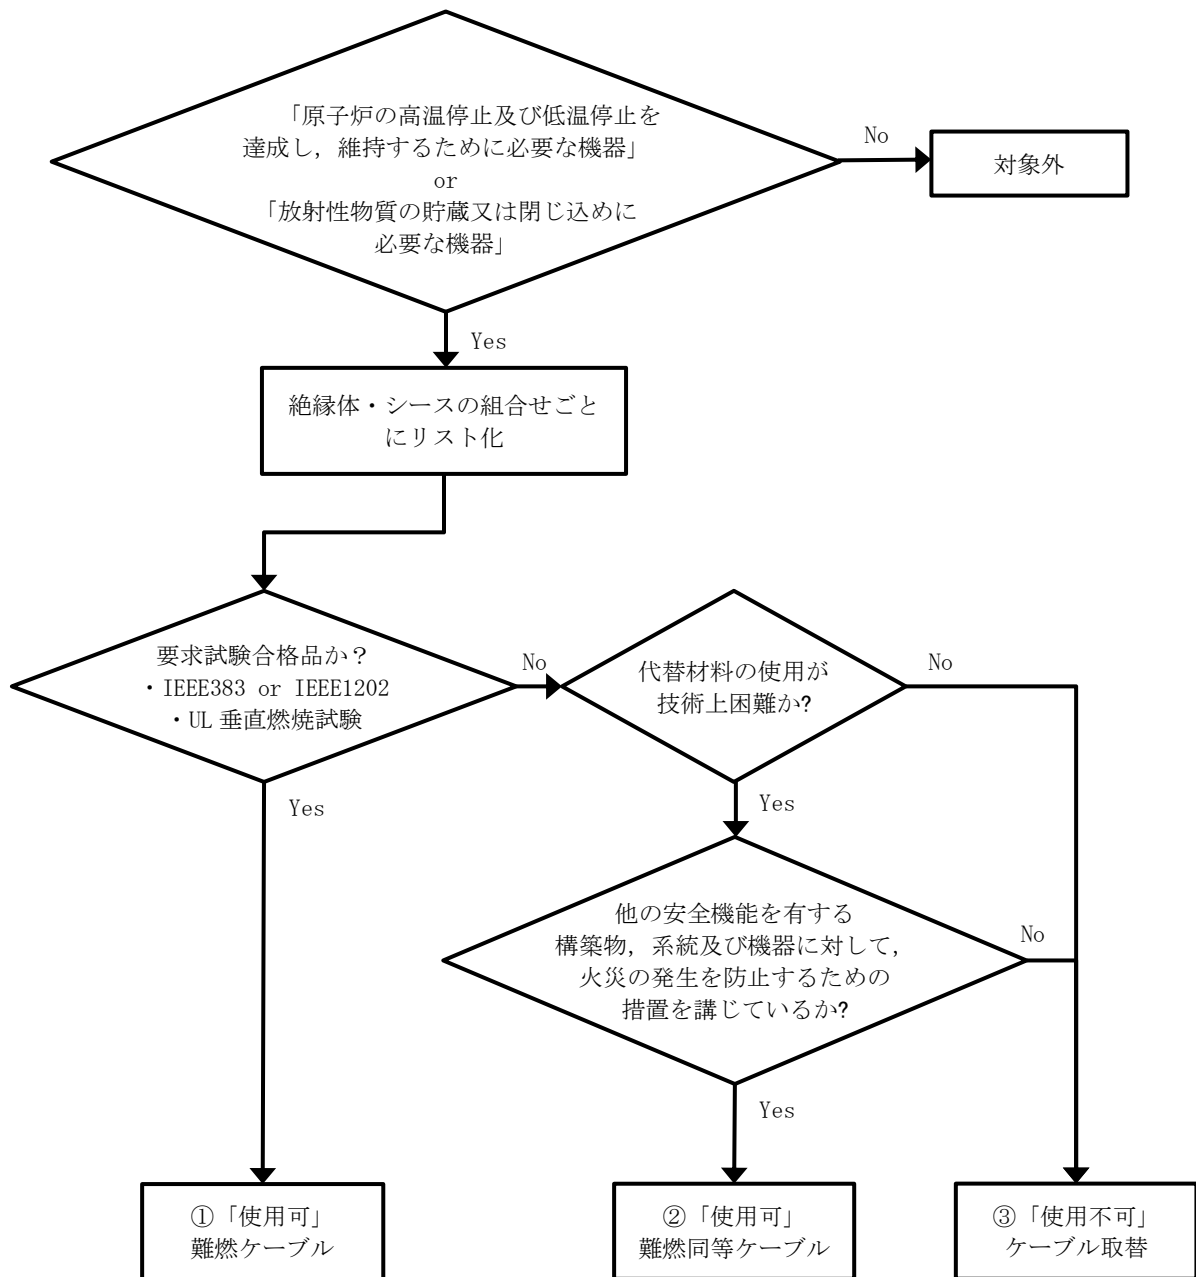 「原子炉の高温停止及び低温停止を
達成し，維持するために必要な機器」
or
「放射性物質の貯蔵又は閉じ込めに
必要な機器」
No
対象外
Yes
絶縁体・シースの組合せごと
にリスト化
要求試験合格品か？
・IEEE383 or IEEE1202
・UL 垂直燃焼試験
No
代替材料の使用が
技術上困難か?
No
Yes
Yes
他の安全機能を有する
構築物，系統及び機器に対して，
火災の発生を防止するための
措置を講じているか?
No
Yes
①「使用可」
難燃ケーブル
②「使用可」
難燃同等ケーブル
③「使用不可」
ケーブル取替